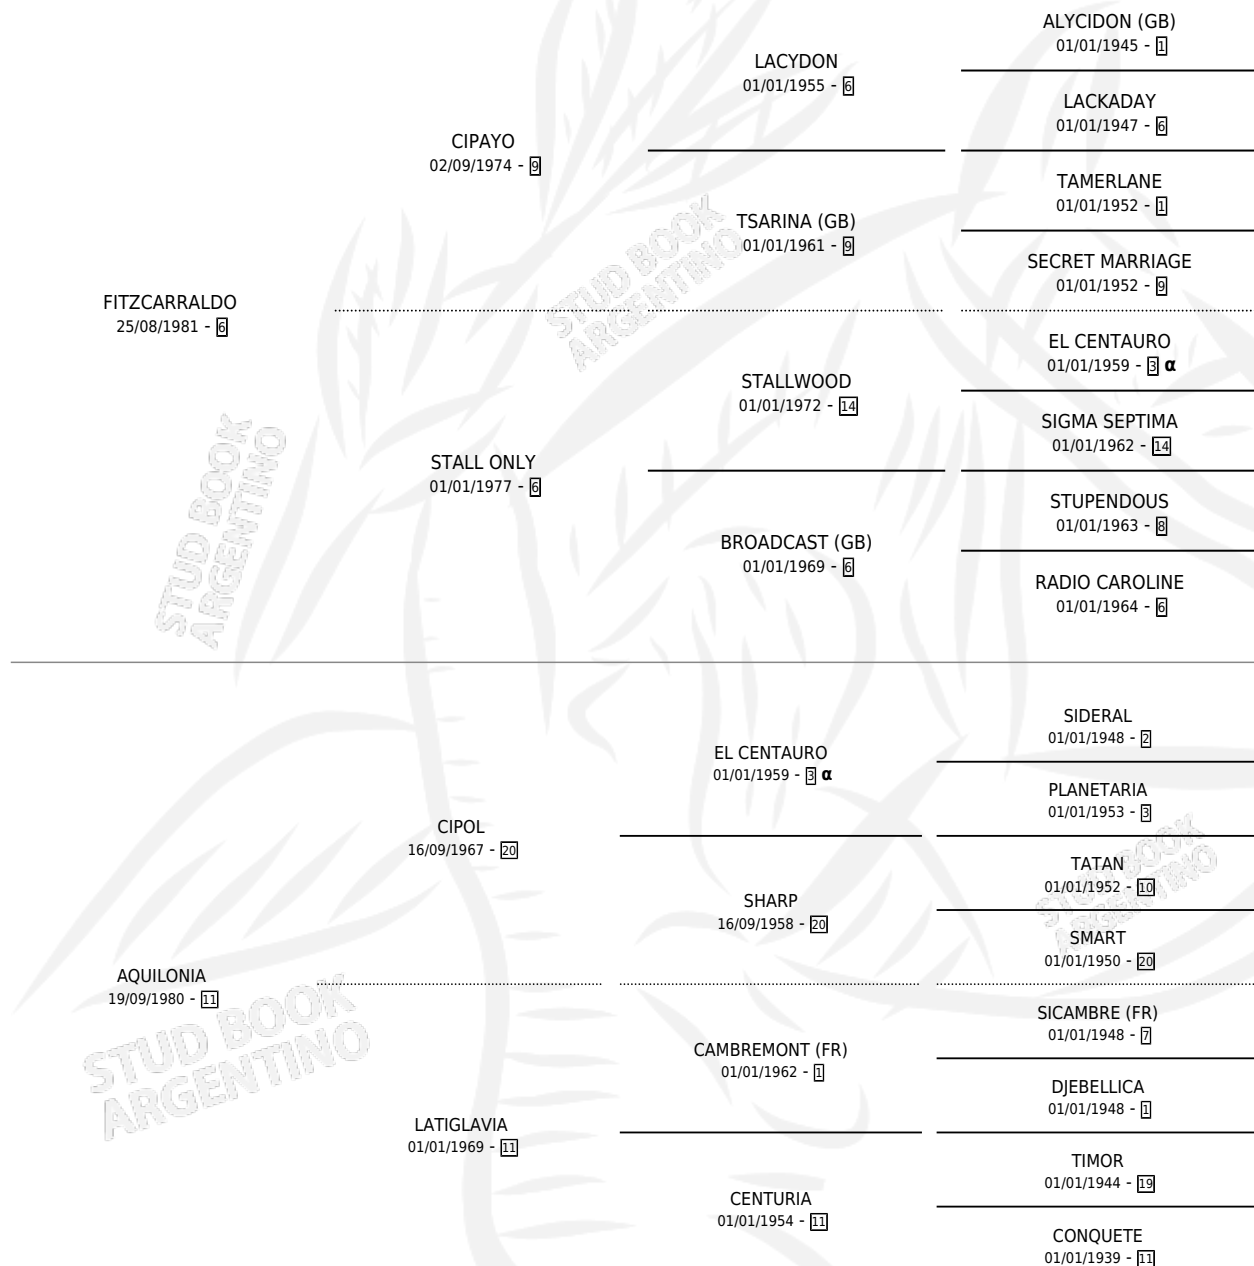 ALYCIDON (GB)
01/01/1945 - 1
LACYDON
01/01/1955 - 6
LACKADAY
01/01/1947 - 6
CIPAYO
02/09/1974 - 9
TAMERLANE
01/01/1952 - 1
TSARINA (GB)
01/01/1961 - 9
SECRET MARRIAGE
01/01/1952 - 9
FITZCARRALDO
25/08/1981 - 6
EL CENTAURO
01/01/1959 - 3 α
STALLWOOD
01/01/1972 - 14
SIGMA SEPTIMA
01/01/1962 - 14
STALL ONLY
01/01/1977 - 6
STUPENDOUS
01/01/1963 - 8
BROADCAST (GB)
01/01/1969 - 6
RADIO CAROLINE
01/01/1964 - 6
SIDERAL
01/01/1948 - 2
EL CENTAURO
01/01/1959 - 3 α
PLANETARIA
01/01/1953 - 3
CIPOL
16/09/1967 - 20
TATAN
01/01/1952 - 10
SHARP
16/09/1958 - 20
SMART
01/01/1950 - 20
AQUILONIA
19/09/1980 - 11
SICAMBRE (FR)
01/01/1948 - 7
CAMBREMONT (FR)
01/01/1962 - 1
DJEBELLICA
01/01/1948 - 1
LATIGLAVIA
01/01/1969 - 11
TIMOR
01/01/1944 - 19
CENTURIA
01/01/1954 - 11
CONQUETE
01/01/1939 - 11
STUD BOOK
ARGENTINO
STUD BOOK
ARGENTINO
STUD BOOK
ARGENTINO
STUD BOOK
ARGENTINO